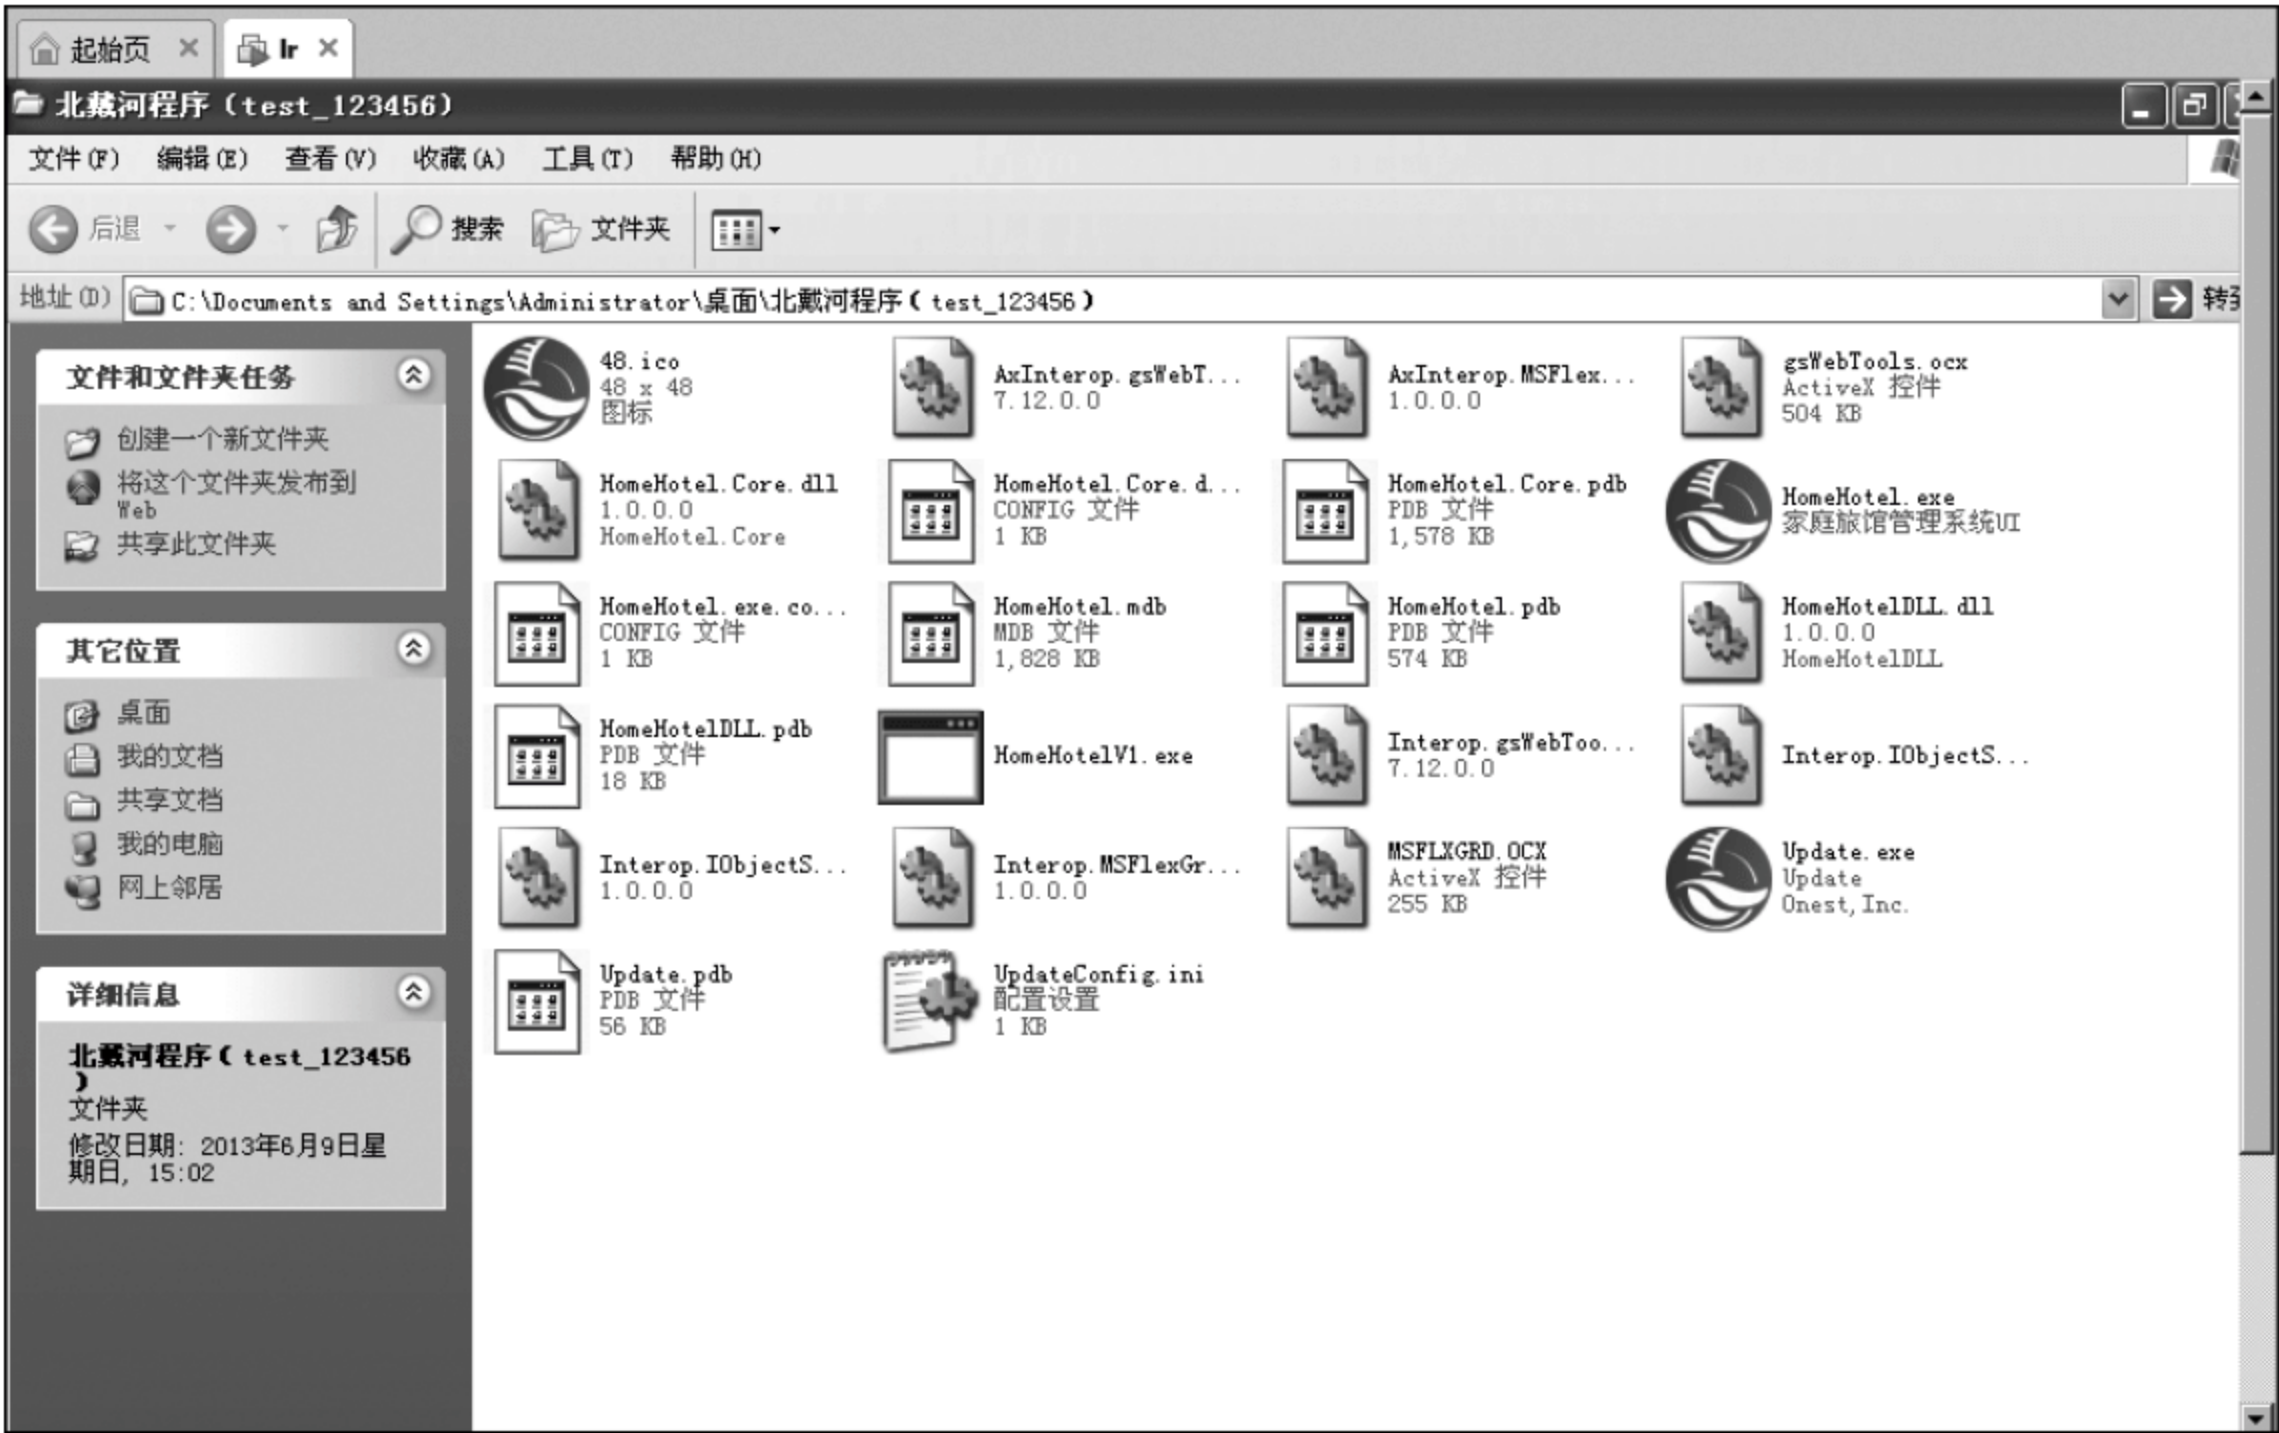 起始页
lr
北戴河程序（test_123456）
文件(F) 编辑(E) 查看(V) 收藏(A) 工具(T) 帮助(H)
后退
搜索
文件夹
地址(D)
C:\Documents and Settings\Administrator\桌面\北戴河程序（test_123456）
文件和文件夹任务
创建一个新文件夹
将这个文件夹发布到
Web
共享此文件夹
其它位置
桌面
我的文档
共享文档
我的电脑
网上邻居
详细信息
北戴河程序（test_123456
）
文件夹
修改日期: 2013年6月9日星
期日, 15:02
48.ico
48 x 48
图标
AxInterop.gsWebT...
7.12.0.0
AxInterop.MSFlex...
1.0.0.0
gsWebTools.ocx
ActiveX 控件
504 KB
HomeHotel.Core.dll
1.0.0.0
HomeHotel.Core
HomeHotel.Core.d...
CONFIG 文件
1 KB
HomeHotel.Core.pdb
PDB 文件
1,578 KB
HomeHotel.exe
家庭旅馆管理系统UI
HomeHotel.exe.co...
CONFIG 文件
1 KB
HomeHotel.mdb
MDB 文件
1,828 KB
HomeHotel.pdb
PDB 文件
574 KB
HomeHotelDLL.dll
1.0.0.0
HomeHotelDLL
HomeHotelDLL.pdb
PDB 文件
18 KB
HomeHotelV1.exe
Interop.gsWebToo...
7.12.0.0
Interop.IObjectS...
Interop.IObjectS...
1.0.0.0
Interop.MSFlexGr...
1.0.0.0
MSFLXGRD.OCX
ActiveX 控件
255 KB
Update.exe
Update
Onest,Inc.
Update.pdb
PDB 文件
56 KB
UpdateConfig.ini
配置设置
1 KB